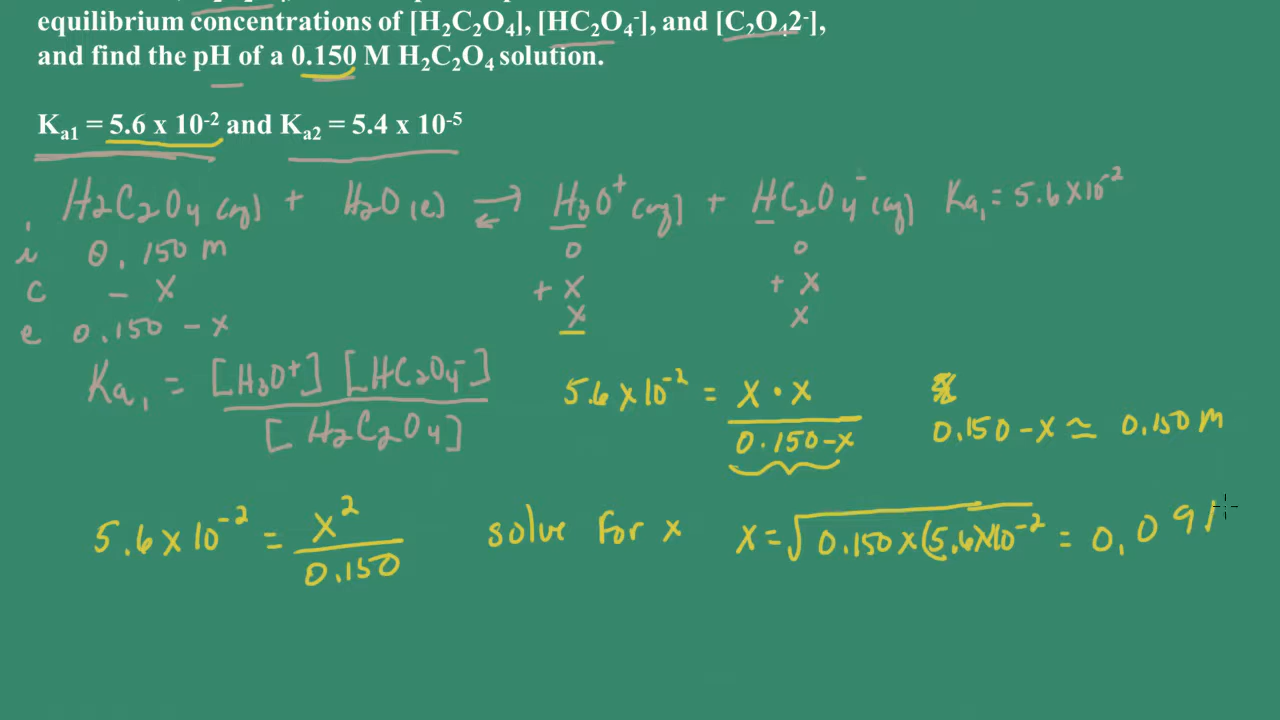 equilibrium concentrations of [H₂C₂O₄], [HC₂O₄⁻], and [C₂O₄2⁻],
and find the pH of a 0.150 M H₂C₂O₄ solution.
Kₐ₁ = 5.6 x 10⁻² and Kₐ₂ = 5.4 x 10⁻⁵
H₂C₂O₄ (aq) + H₂O (l) ⇌ H₃O⁺ (aq) + HC₂O₄⁻ (aq) Ka₁ = 5.6 x 10⁻²
i 0.150 m 0 0
c - x + x + x
e 0.150 - x x x
Ka₁ = [H₃O⁺] [HC₂O₄⁻] / [H₂C₂O₄]
5.6 x 10⁻² = x • x / 0.150-x
0.150 - x ≃ 0.150 m
5.6 x 10⁻² = x² / 0.150 solve for x x = √0.150 x (5.6x10⁻² = 0.091